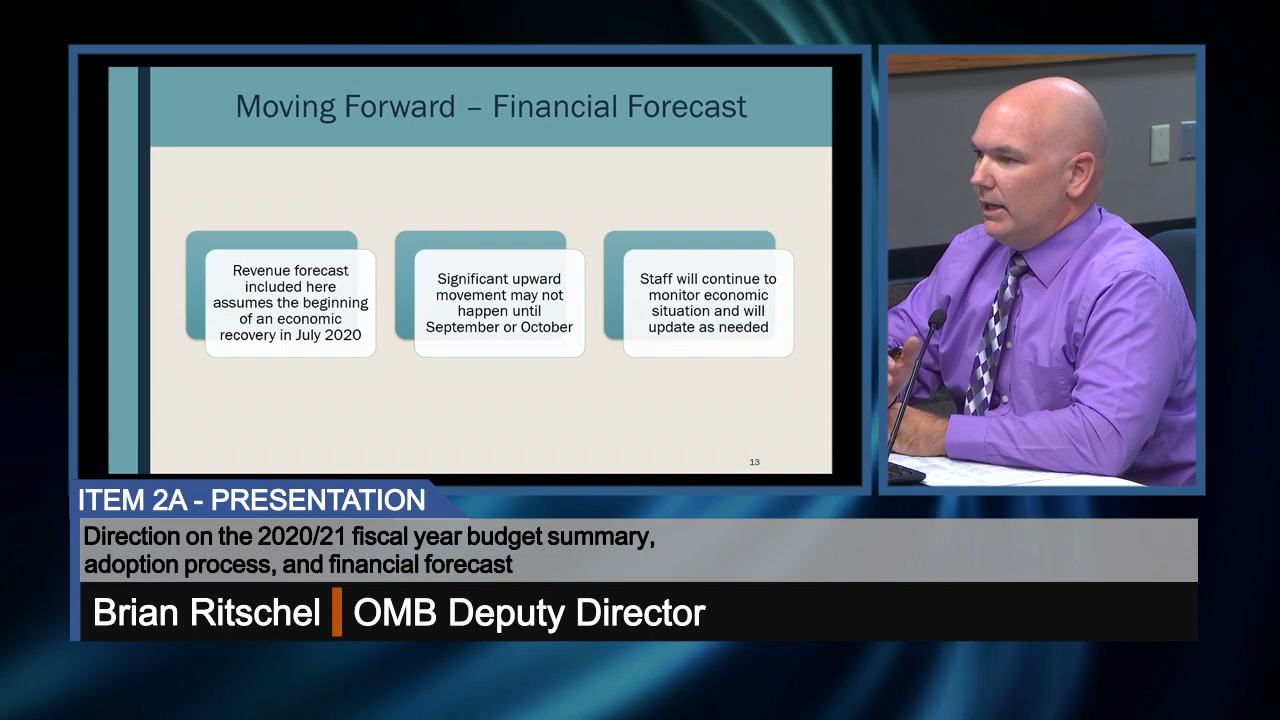 Moving Forward – Financial Forecast
Revenue forecast
included here
assumes the beginning
of an economic
recovery in July 2020
Significant upward
movement may not
happen until
September or October
Staff will continue to
monitor economic
situation and will
update as needed
13
ITEM 2A - PRESENTATION
Direction on the 2020/21 fiscal year budget summary,
adoption process, and financial forecast
Brian Ritschel
OMB Deputy Director